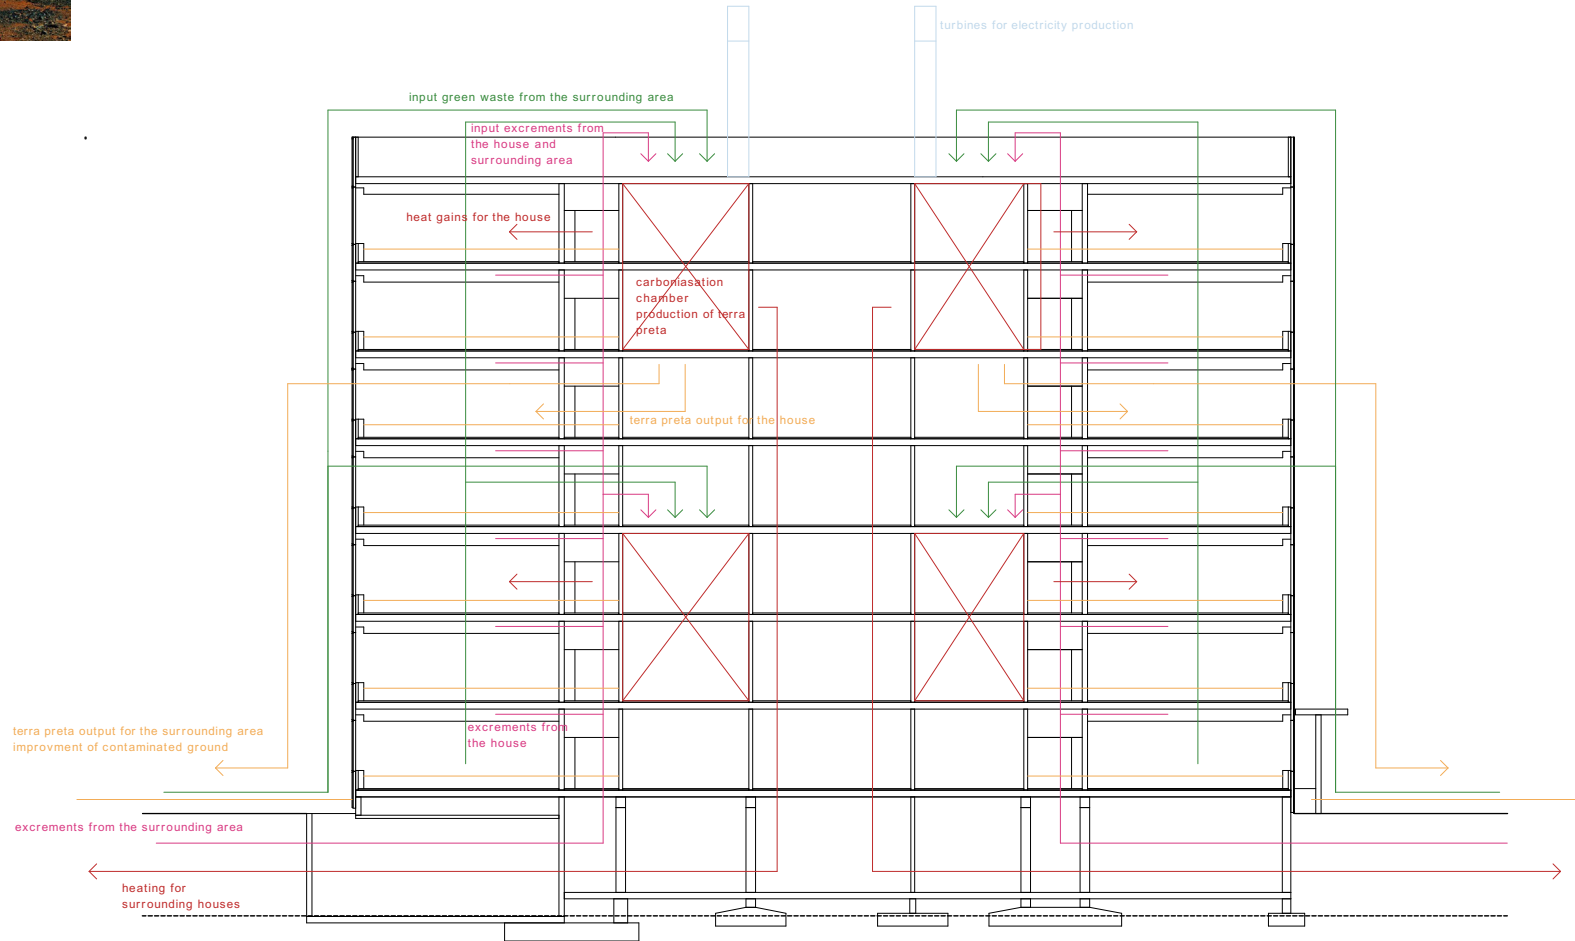 turbines for electricity production
input green waste from the surrounding area
input excrements from
the house and
surrounding area
heat gains for the house
carboniasation
chamber
production of terra
preta
terra preta output for the house
excrements from
the house
terra preta output for the surrounding area
improvment of contaminated ground
excrements from the surrounding area
heating for
surrounding houses